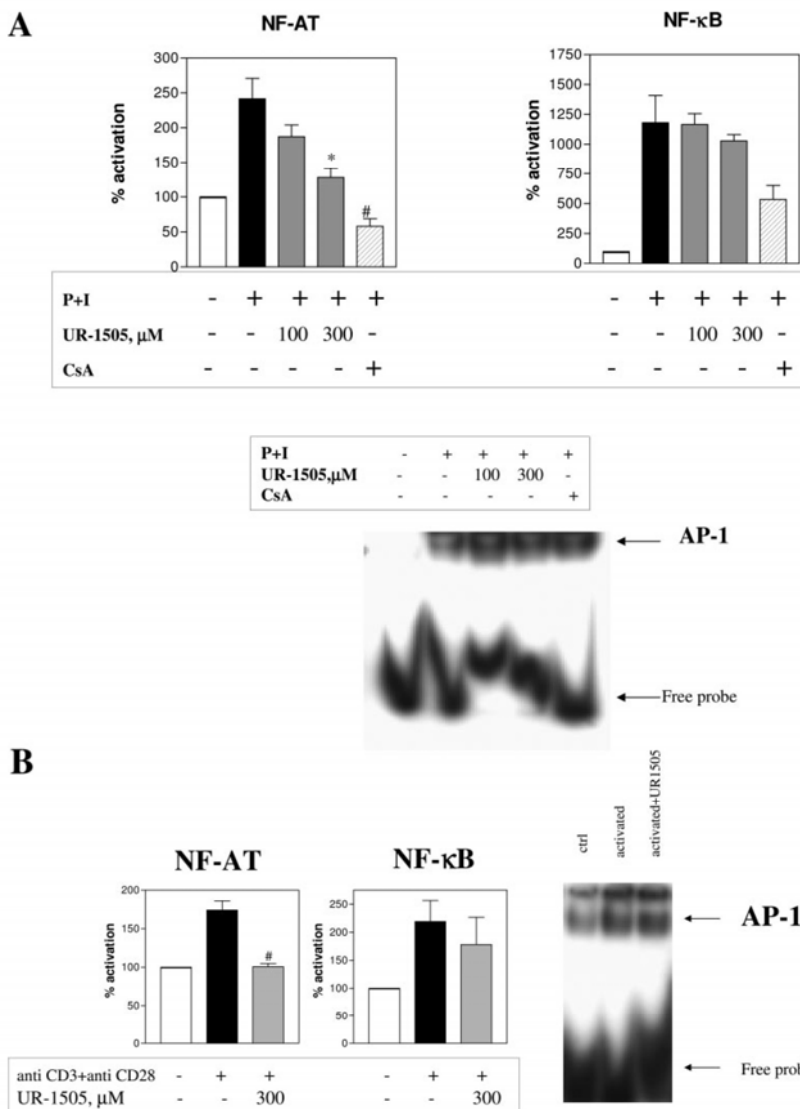 A
NF-AT
NF-κB
% activation
300
250
200
150
100
50
0
*
#
% activation
1750
1500
1250
1000
750
500
250
0
P+I - + + + + - + + + +
UR-1505, μM - - 100 300 - - - 100 300 -
CsA - - - - + - - - - +
P+I - + + + +
UR-1505,μM - - 100 300 -
CsA - - - - +
AP-1
Free probe
B
NF-AT
NF-κB
% activation
200
150
100
50
0
#
% activation
250
200
150
100
50
0
ctrl
activated
activated+UR1505
AP-1
Free prob
anti CD3+anti CD28 - + + - + +
UR-1505, μM - - 300 - - 300